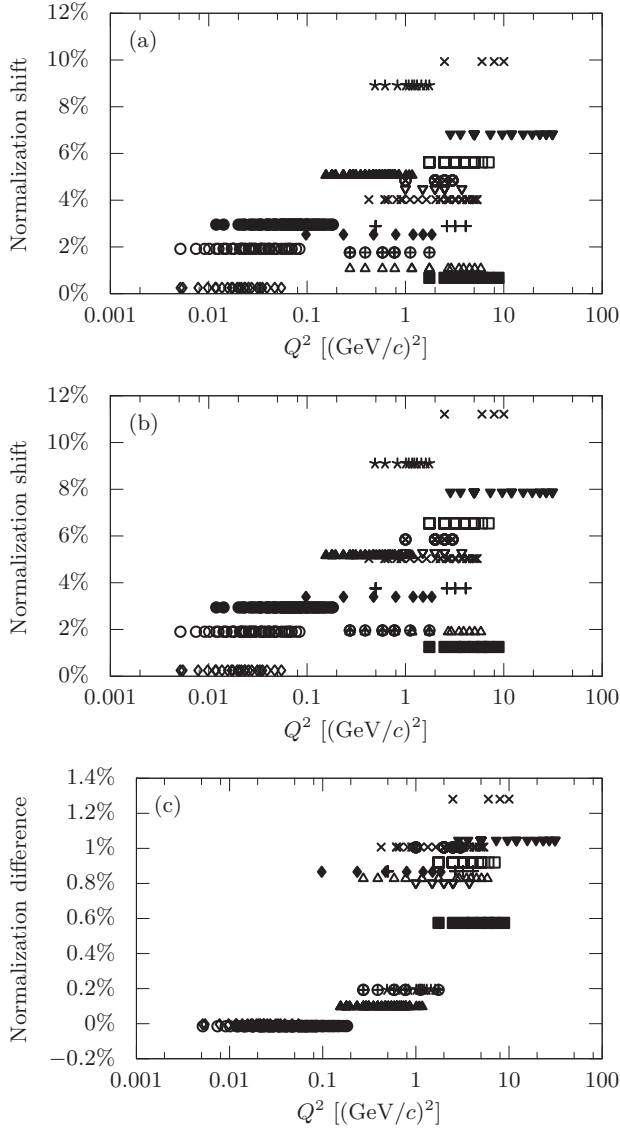 12%
10%
8%
6%
4%
2%
0%
Normalization shift
(a)
0.001 0.01 0.1 1 10 100
Q² [(GeV/c)²]
12%
10%
8%
6%
4%
2%
0%
Normalization shift
(b)
0.001 0.01 0.1 1 10 100
Q² [(GeV/c)²]
1.4%
1.2%
1%
0.8%
0.6%
0.4%
0.2%
0%
−0.2%
Normalization difference
(c)
0.001 0.01 0.1 1 10 100
Q² [(GeV/c)²]